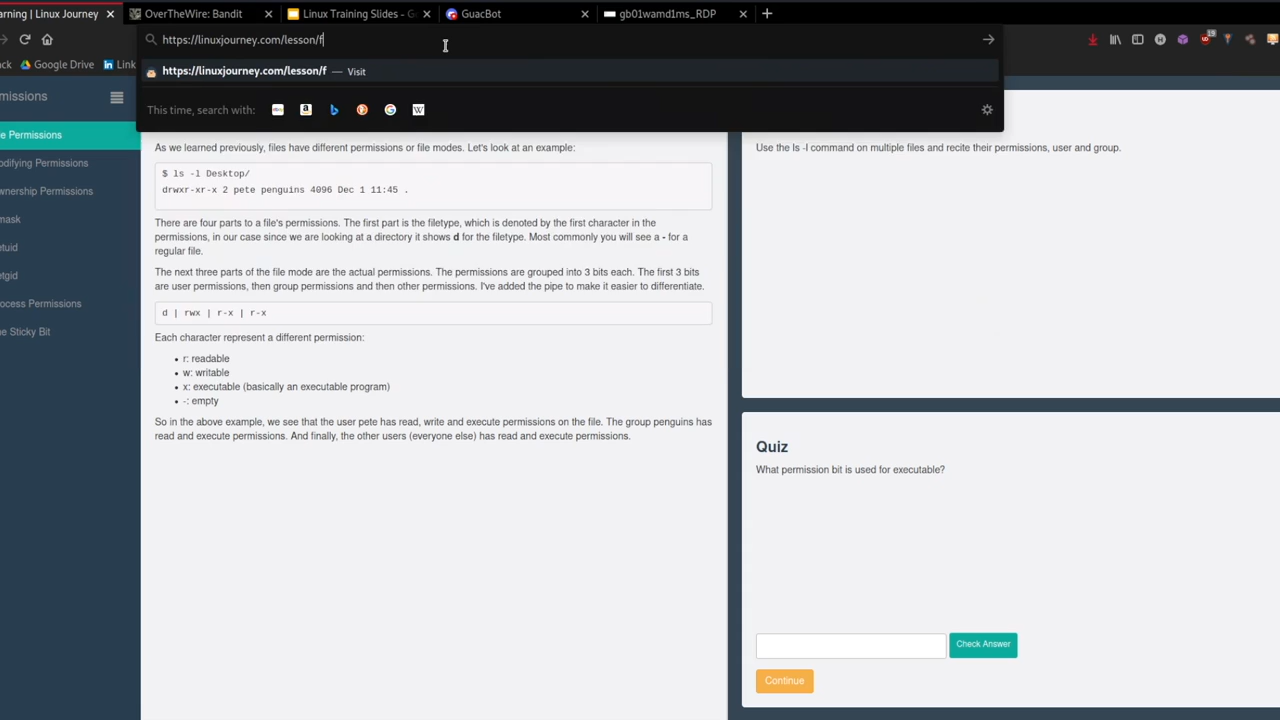 arning | Linux Journey
OverTheWire: Bandit
Linux Training Slides - G
GuacBot
gb01wamd1ms_RDP
https://linuxjourney.com/lesson/f
https://linuxjourney.com/lesson/f — Visit
This time, search with:
19
cks
Google Drive
Link
missions
e Permissions
odifying Permissions
wnership Permissions
mask
etuid
etgid
ocess Permissions
he Sticky Bit
As we learned previously, files have different permissions or file modes. Let's look at an example:
$ ls -l Desktop/
drwxr-xr-x 2 pete penguins 4096 Dec 1 11:45 .
There are four parts to a file's permissions. The first part is the filetype, which is denoted by the first character in the
permissions, in our case since we are looking at a directory it shows d for the filetype. Most commonly you will see a - for a
regular file.
The next three parts of the file mode are the actual permissions. The permissions are grouped into 3 bits each. The first 3 bits
are user permissions, then group permissions and then other permissions. I've added the pipe to make it easier to differentiate.
d | rwx | r-x | r-x
Each character represent a different permission:
• r: readable
• w: writable
• x: executable (basically an executable program)
• -: empty
So in the above example, we see that the user pete has read, write and execute permissions on the file. The group penguins has
read and execute permissions. And finally, the other users (everyone else) has read and execute permissions.
Use the ls -l command on multiple files and recite their permissions, user and group.
Quiz
What permission bit is used for executable?
Check Answer
Continue